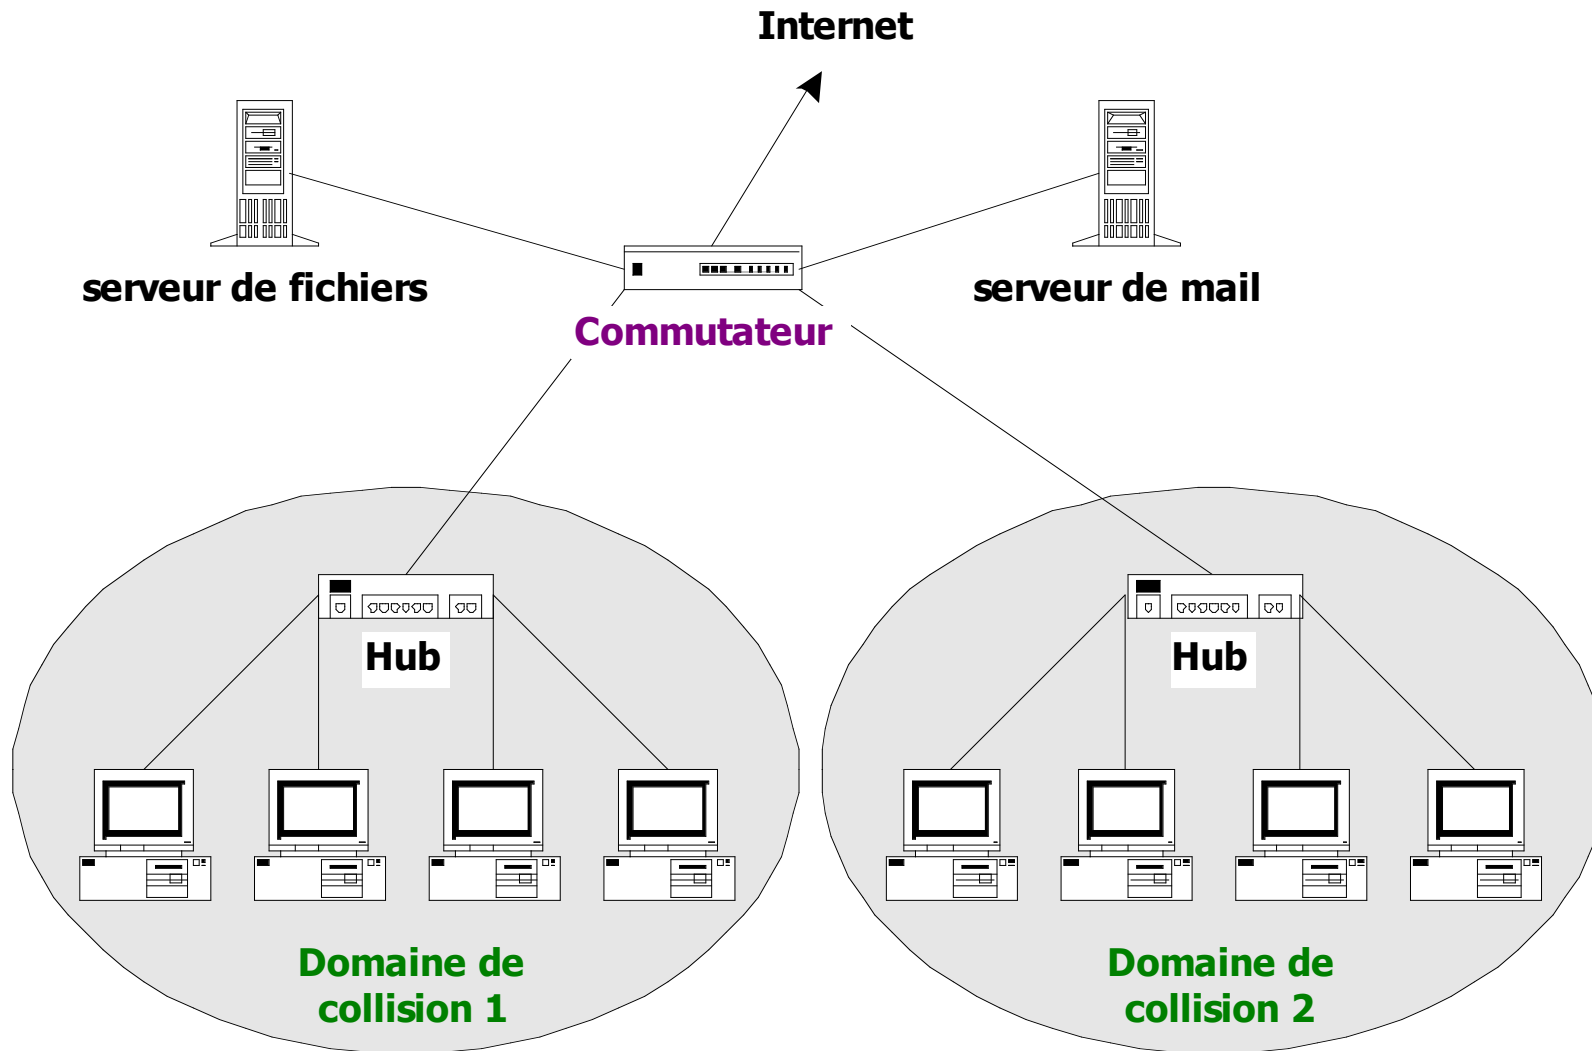 Internet
serveur de fichiers
serveur de mail
Commutateur
Hub
Hub
Domaine de
collision 1
Domaine de
collision 2